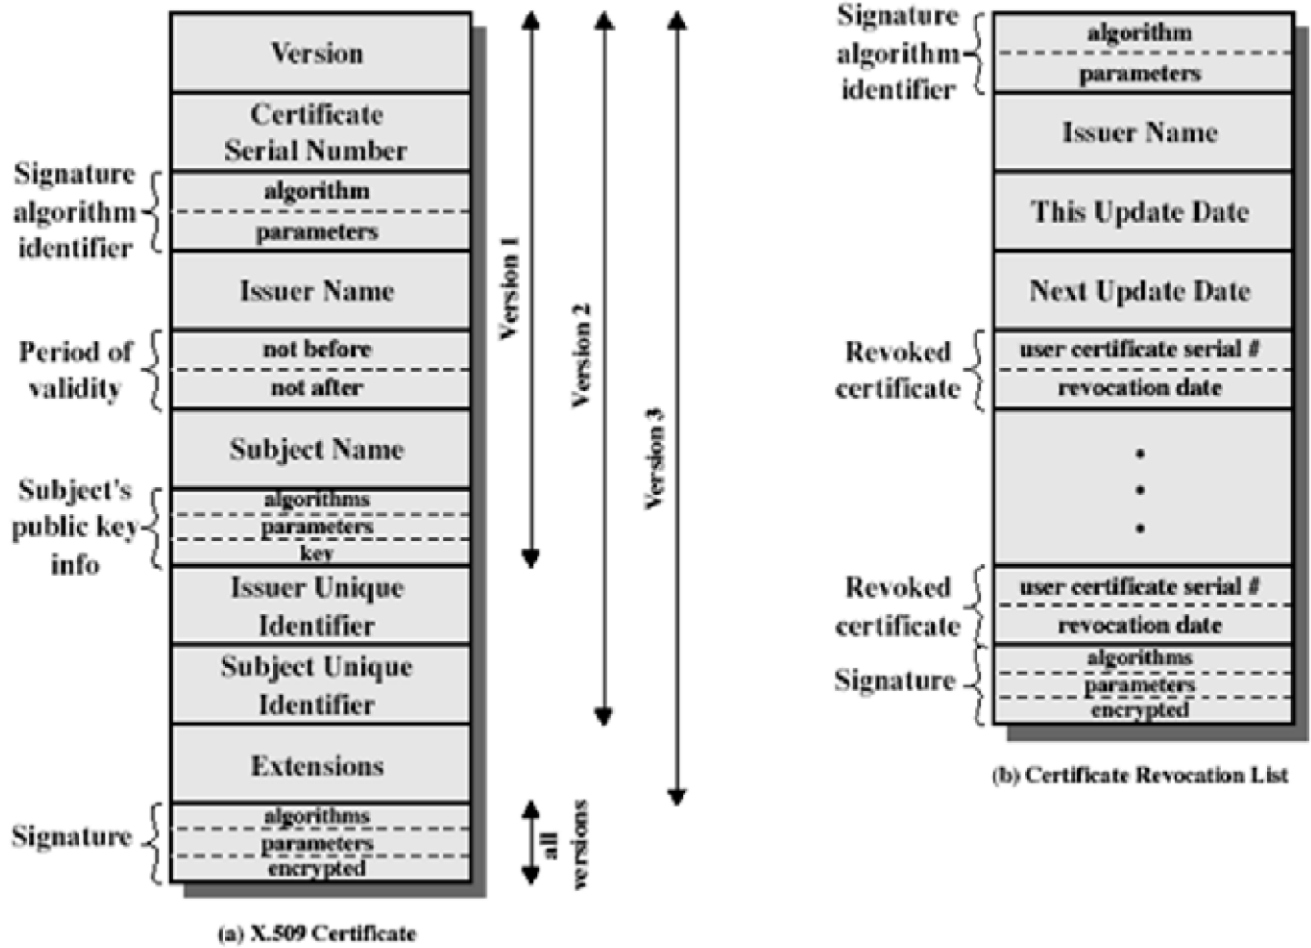 Version
Certificate
Serial Number
Signature
algorithm
identifier
algorithm
parameters
Issuer Name
Period of
validity
not before
not after
Subject Name
Subject's
public key
info
algorithms
parameters
key
Issuer Unique
Identifier
Subject Unique
Identifier
Extensions
Signature
algorithms
parameters
encrypted
Version 1
Version 2
Version 3
all
versions
(a) X.509 Certificate
Signature
algorithm
identifier
algorithm
parameters
Issuer Name
This Update Date
Next Update Date
Revoked
certificate
user certificate serial #
revocation date
Revoked
certificate
user certificate serial #
revocation date
Signature
algorithms
parameters
encrypted
(b) Certificate Revocation List